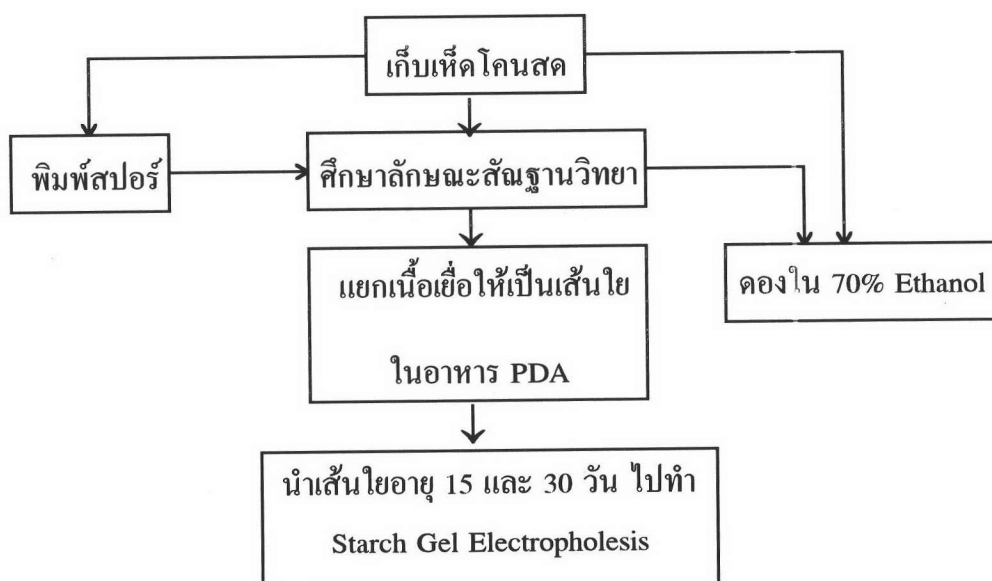 เก็บเห็ดโคนสด
พิมพ์สปอร์
ศึกษาลักษณะสัณฐานวิทยา
แยกเนื้อเยื่อให้เป็นเส้นใย
ในอาหาร PDA
ดองใน 70% Ethanol
นำเส้นใยอายุ 15 และ 30 วัน ไปทำ
Starch Gel Electropholesis